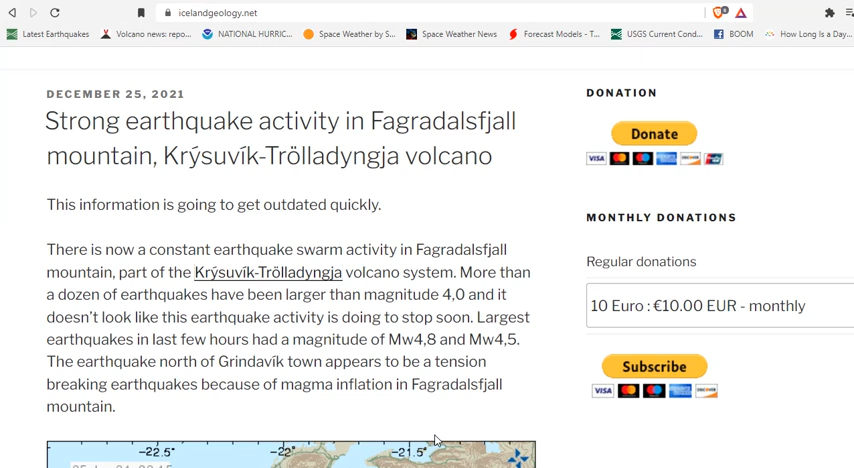 icelandgeology.net
8
Latest Earthquakes
Volcano news: repo...
NATIONAL HURRIC...
Space Weather by S...
Space Weather News
Forecast Models - T...
USGS Current Cond...
BOOM
How Long Is a Day...
DECEMBER 25, 2021
Strong earthquake activity in Fagradalsfjall
mountain, Krýsuvík-Trölladyngja volcano
This information is going to get outdated quickly.
There is now a constant earthquake swarm activity in Fagradalsfjall
mountain, part of the Krýsuvík-Trölladyngja volcano system. More than
a dozen of earthquakes have been larger than magnitude 4,0 and it
doesn't look like this earthquake activity is doing to stop soon. Largest
earthquakes in last few hours had a magnitude of Mw4,8 and Mw4,5.
The earthquake north of Grindavík town appears to be a tension
breaking earthquakes because of magma inflation in Fagradalsfjall
mountain.
-22.5°
-22°
-21.5°
DONATION
Donate
VISA
DISCOVER
MONTHLY DONATIONS
Regular donations
10 Euro : €10.00 EUR - monthly
Subscribe
VISA
DISCOVER